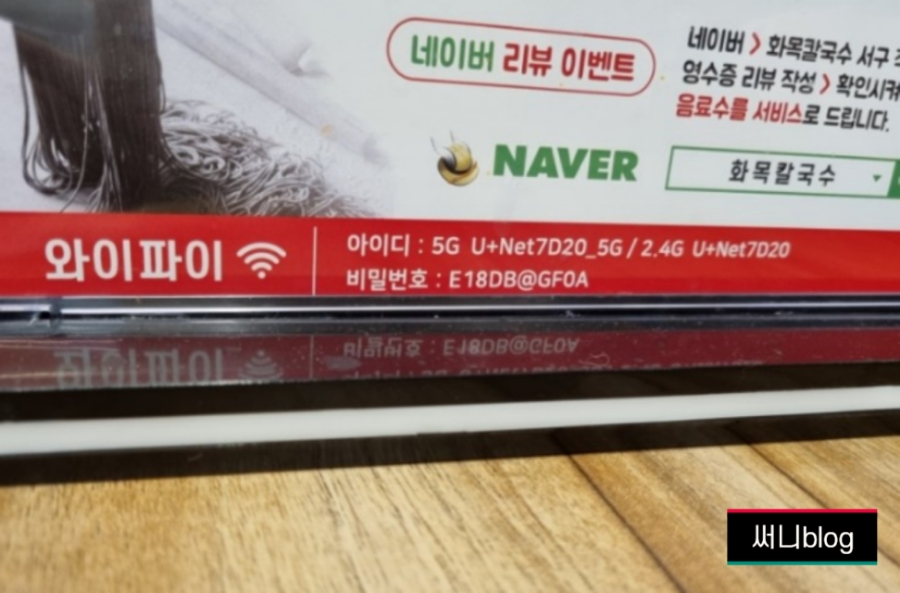 네이버 리뷰 이벤트
네이버 > 화목칼국수 서구
영수증 리뷰 작성 > 확인시켜
음료수를 서비스로 드립니다.
NAVER
화목칼국수
와이파이
아이디 : 5G U+Net7D20_5G / 2.4G U+Net7D20
비밀번호 : E18DB@GF0A
써니blog